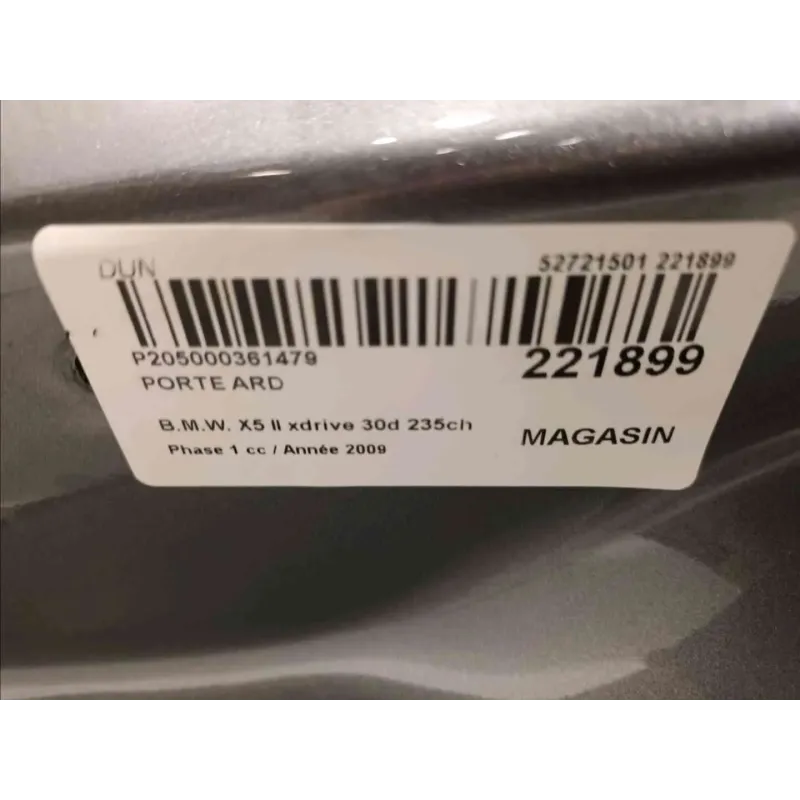 DUN
52721501 221899
P205000361479
221899
PORTE ARD
B.M.W. X5 II xdrive 30d 235ch
Phase 1 cc / Année 2009
MAGASIN